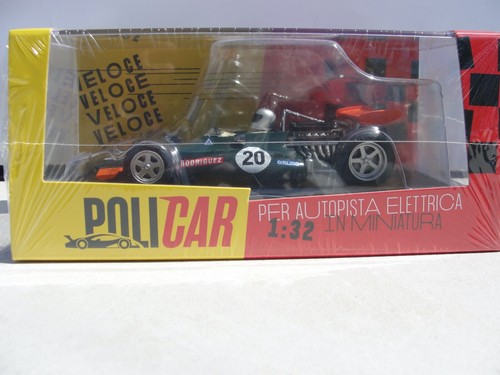 VELOCE
VELOCE
VELOCE
VELOCE
RODRIGUEZ
20
POLICAR
PER AUTOPISTA ELETTRICA
1:32 IN MINIATURA